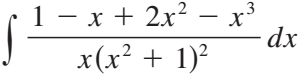 ∫ (1 − x + 2x² − x³) / (x(x² + 1)²) dx